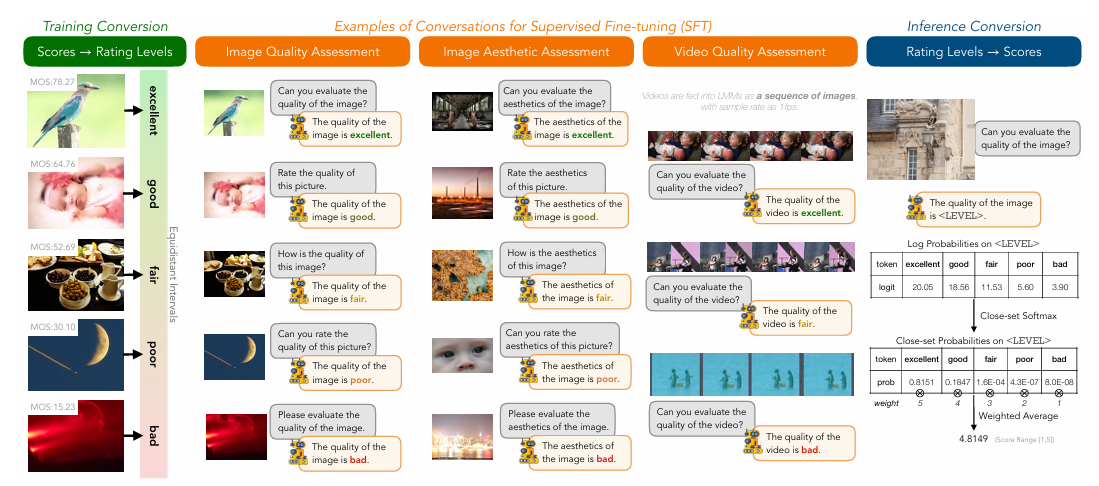 Training Conversion
Scores → Rating Levels
MOS:78.27
excellent
MOS:64.76
good
MOS:52.69
fair
MOS:30.10
poor
MOS:15.23
bad
Equidistant Intervals
Examples of Conversations for Supervised Fine-tuning (SFT)
Image Quality Assessment
Can you evaluate the
quality of the image?
The quality of the
image is excellent.
Rate the quality of
this picture.
The quality of the
image is good.
How is the quality of
this image?
The quality of the
image is fair.
Can you rate the
quality of this picture?
The quality of the
image is poor.
Please evaluate the
quality of the image.
The quality of the
image is bad.
Image Aesthetic Assessment
Can you evaluate the
aesthetics of the image?
The aesthetics of the
image is excellent.
Rate the aesthetics
of this picture.
The aesthetics of the
image is good.
How is the aesthetics
of this image?
The aesthetics of
the image is fair.
Can you rate the
aesthetics of this picture?
The aesthetics of
the image is poor.
Please evaluate the
aesthetics of the image.
The aesthetics of
the image is bad.
Video Quality Assessment
Videos are fed into LMMs as a sequence of images,
with sample rate as 1fps.
Can you evaluate the
quality of the video?
The quality of the
video is excellent.
Can you evaluate the
quality of the video?
The quality of the
video is fair.
Can you evaluate the
quality of the video?
The quality of the
video is bad.
Inference Conversion
Rating Levels → Scores
Can you evaluate the
quality of the image?
The quality of the image
is <LEVEL>.
Log Probabilities on <LEVEL>
token excellent good fair poor bad
logit 20.05 18.56 11.53 5.60 3.90
Close-set Softmax
Close-set Probabilities on <LEVEL>
token excellent good fair poor bad
prob 0.8151 0.1847 1.6E-04 4.3E-07 8.0E-08
weight 5 4 3 2 1
Weighted Average
4.8149 (Score Range [1,5])